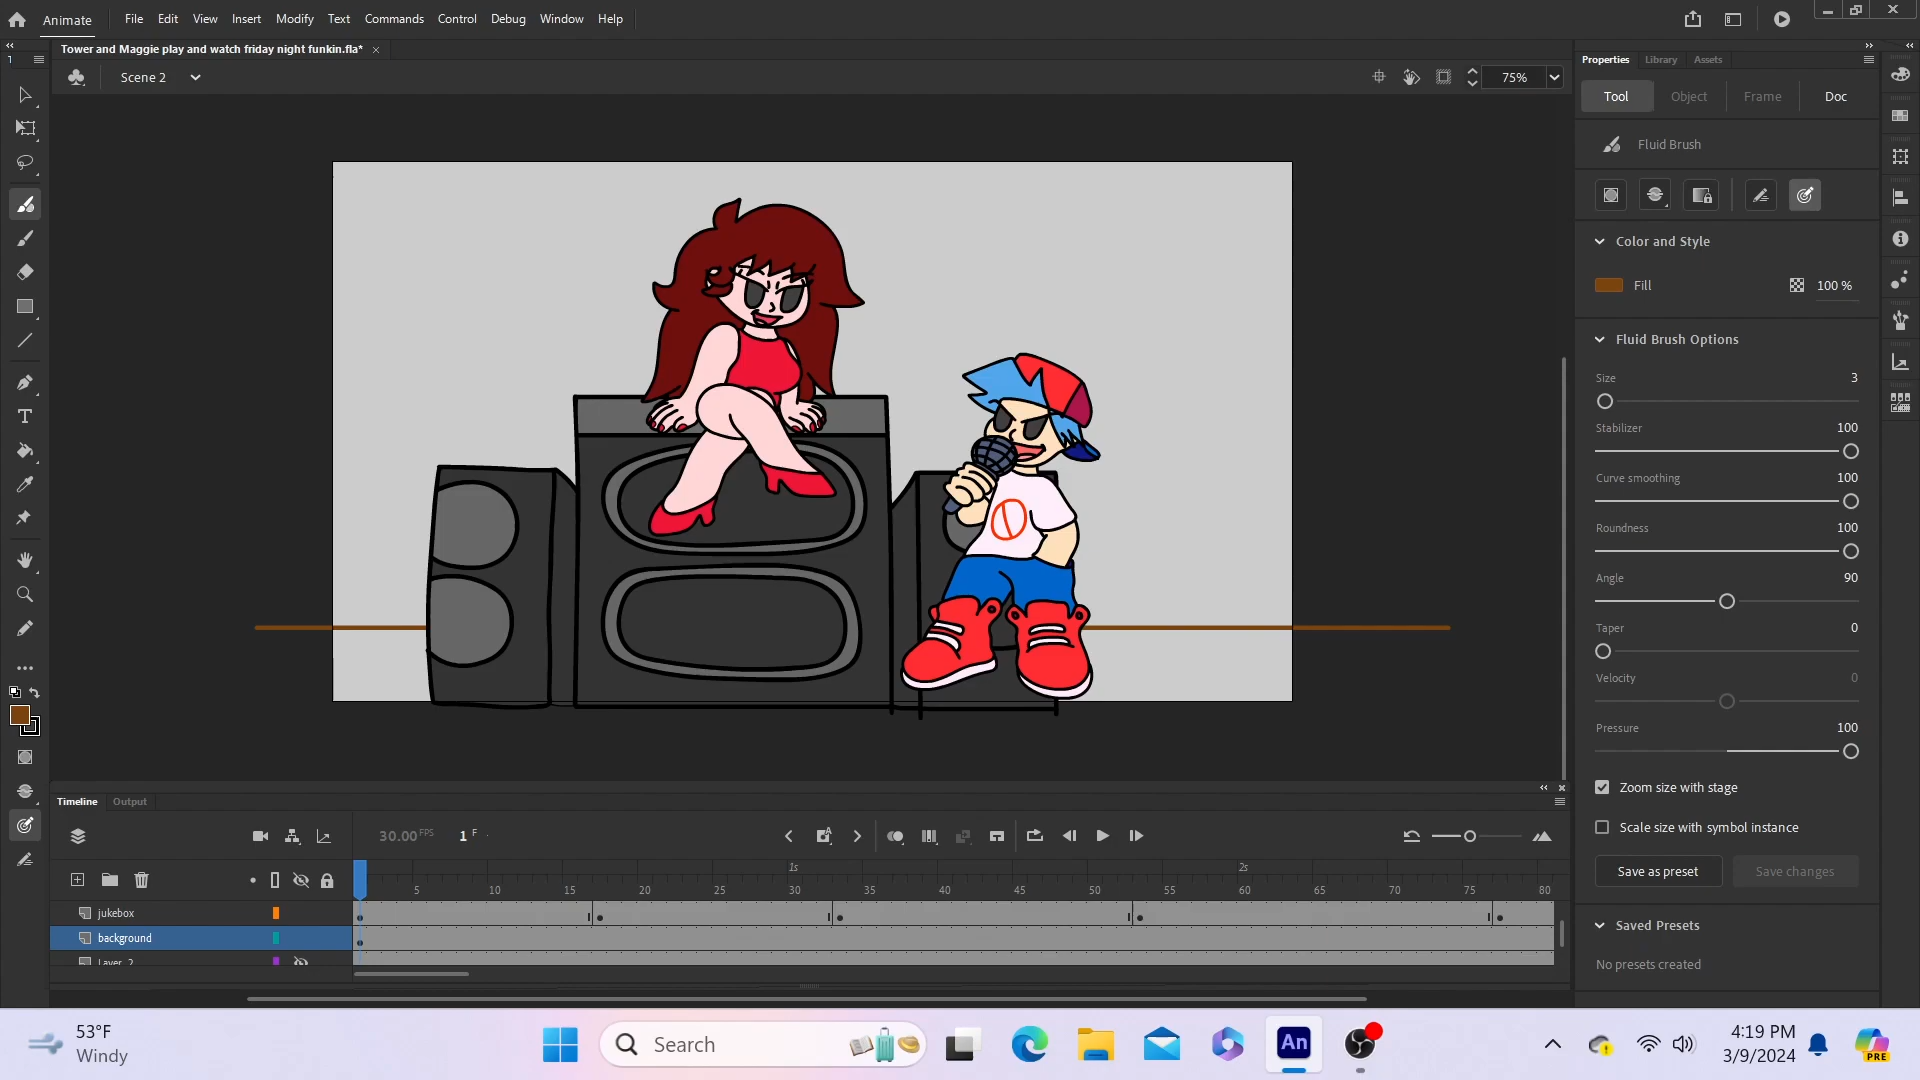 Animate File Edit View Insert Modify Text Commands Control Debug Window Help
Tower and Maggie play and watch friday night funkin.fla* ×
1
Scene 2
75%
Properties Library Assets
Tool Object Frame Doc
Fluid Brush
Color and Style
Fill 100 %
Fluid Brush Options
Size 3
Stabilizer 100
Curve smoothing 100
Roundness 100
Angle 90
Taper 0
Velocity 0
Pressure 100
Zoom size with stage
Scale size with symbol instance
Save as preset Save changes
Saved Presets
No presets created
Timeline Output
30.00 FPS 1 F
1s 2s
5 10 15 20 25 30 35 40 45 50 55 60 65 70 75 80
jukebox
background
Layer_2
53°F
Windy
Search
An
4:19 PM
3/9/2024
PRE